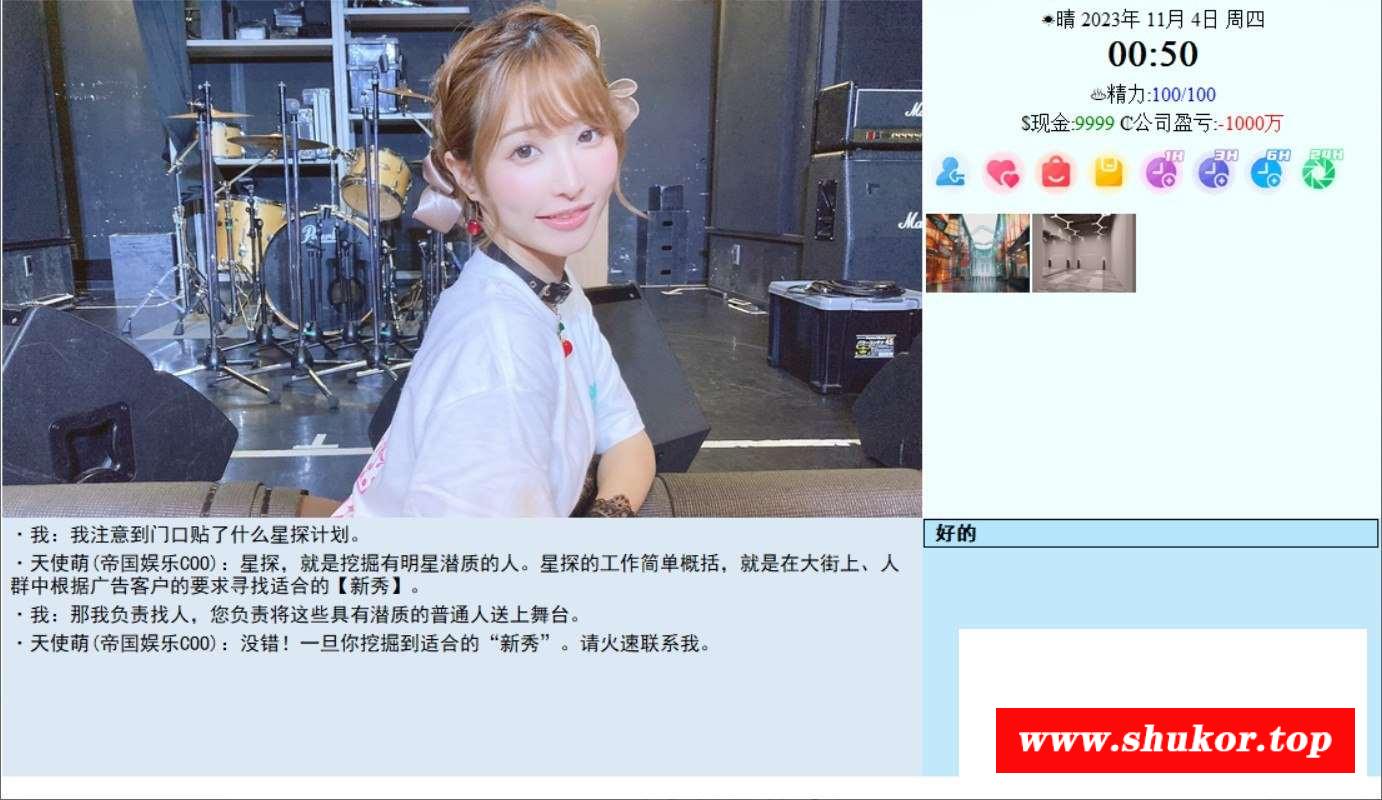 ☀晴 2023年 11月 4日 周四
00:50
♨精力:100/100
$现金:9999 ₡公司盈亏:-1000万
1H 3H 6H 24H
Pearl
Ma
Ma
·我：我注意到门口贴了什么星探计划。
·天使萌(帝国娱乐COO)：星探，就是挖掘有明星潜质的人。星探的工作简单概括，就是在大街上、人
群中根据广告客户的要求寻找适合的【新秀】。
·我：那我负责找人，您负责将这些具有潜质的普通人送上舞台。
·天使萌(帝国娱乐COO)：没错！一旦你挖掘到适合的“新秀”。请火速联系我。
好的
www.shukor.top